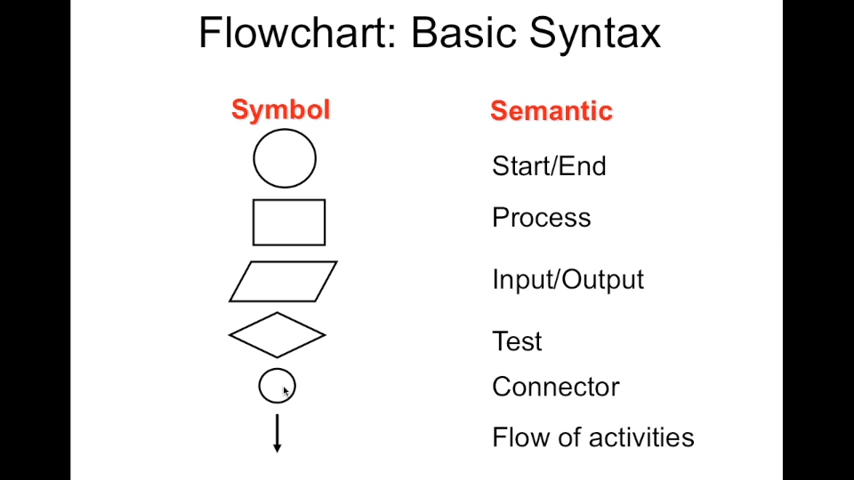 Flowchart: Basic Syntax
Symbol Semantic
Start/End
Process
Input/Output
Test
Connector
Flow of activities